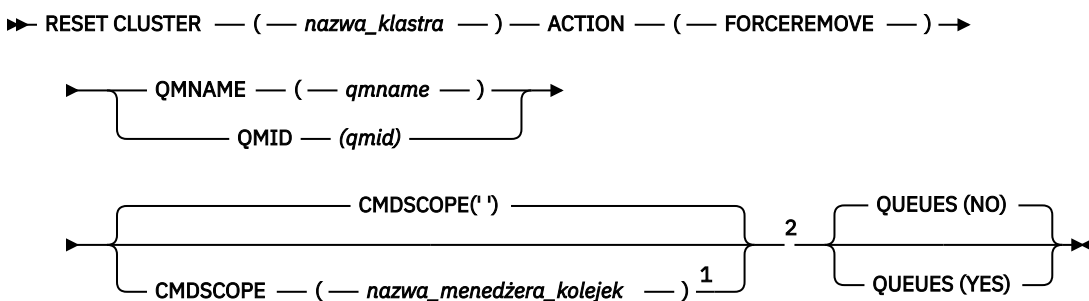 RESET CLUSTER ( nazwa_klastra ) ACTION ( FORCEREMOVE )
QMNAME ( qmname )
QMID (qmid)
CMDSCOPE(' ')
CMDSCOPE ( nazwa_menedżera_kolejek ) 1
2
QUEUES (NO)
QUEUES (YES)